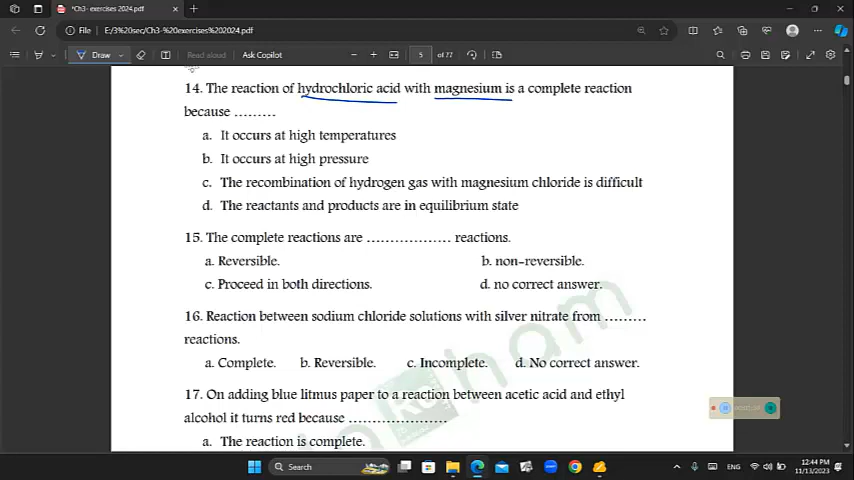 *Ch3- exercises 2024.pdf
File
E:/3%20sec/Ch3-%20exercises%202024.pdf
Draw
Read aloud
Ask Copilot
5
of 77
14. The reaction of hydrochloric acid with magnesium is a complete reaction
because ………
a. It occurs at high temperatures
b. It occurs at high pressure
c. The recombination of hydrogen gas with magnesium chloride is difficult
d. The reactants and products are in equilibrium state
15. The complete reactions are ……………… reactions.
a. Reversible.
b. non-reversible.
c. Proceed in both directions.
d. no correct answer.
16. Reaction between sodium chloride solutions with silver nitrate from ………
reactions.
a. Complete. b. Reversible. c. Incomplete. d. No correct answer.
17. On adding blue litmus paper to a reaction between acetic acid and ethyl
alcohol it turns red because …………………
a. The reaction is complete.
Search
ENG
12:44 PM
11/13/2023